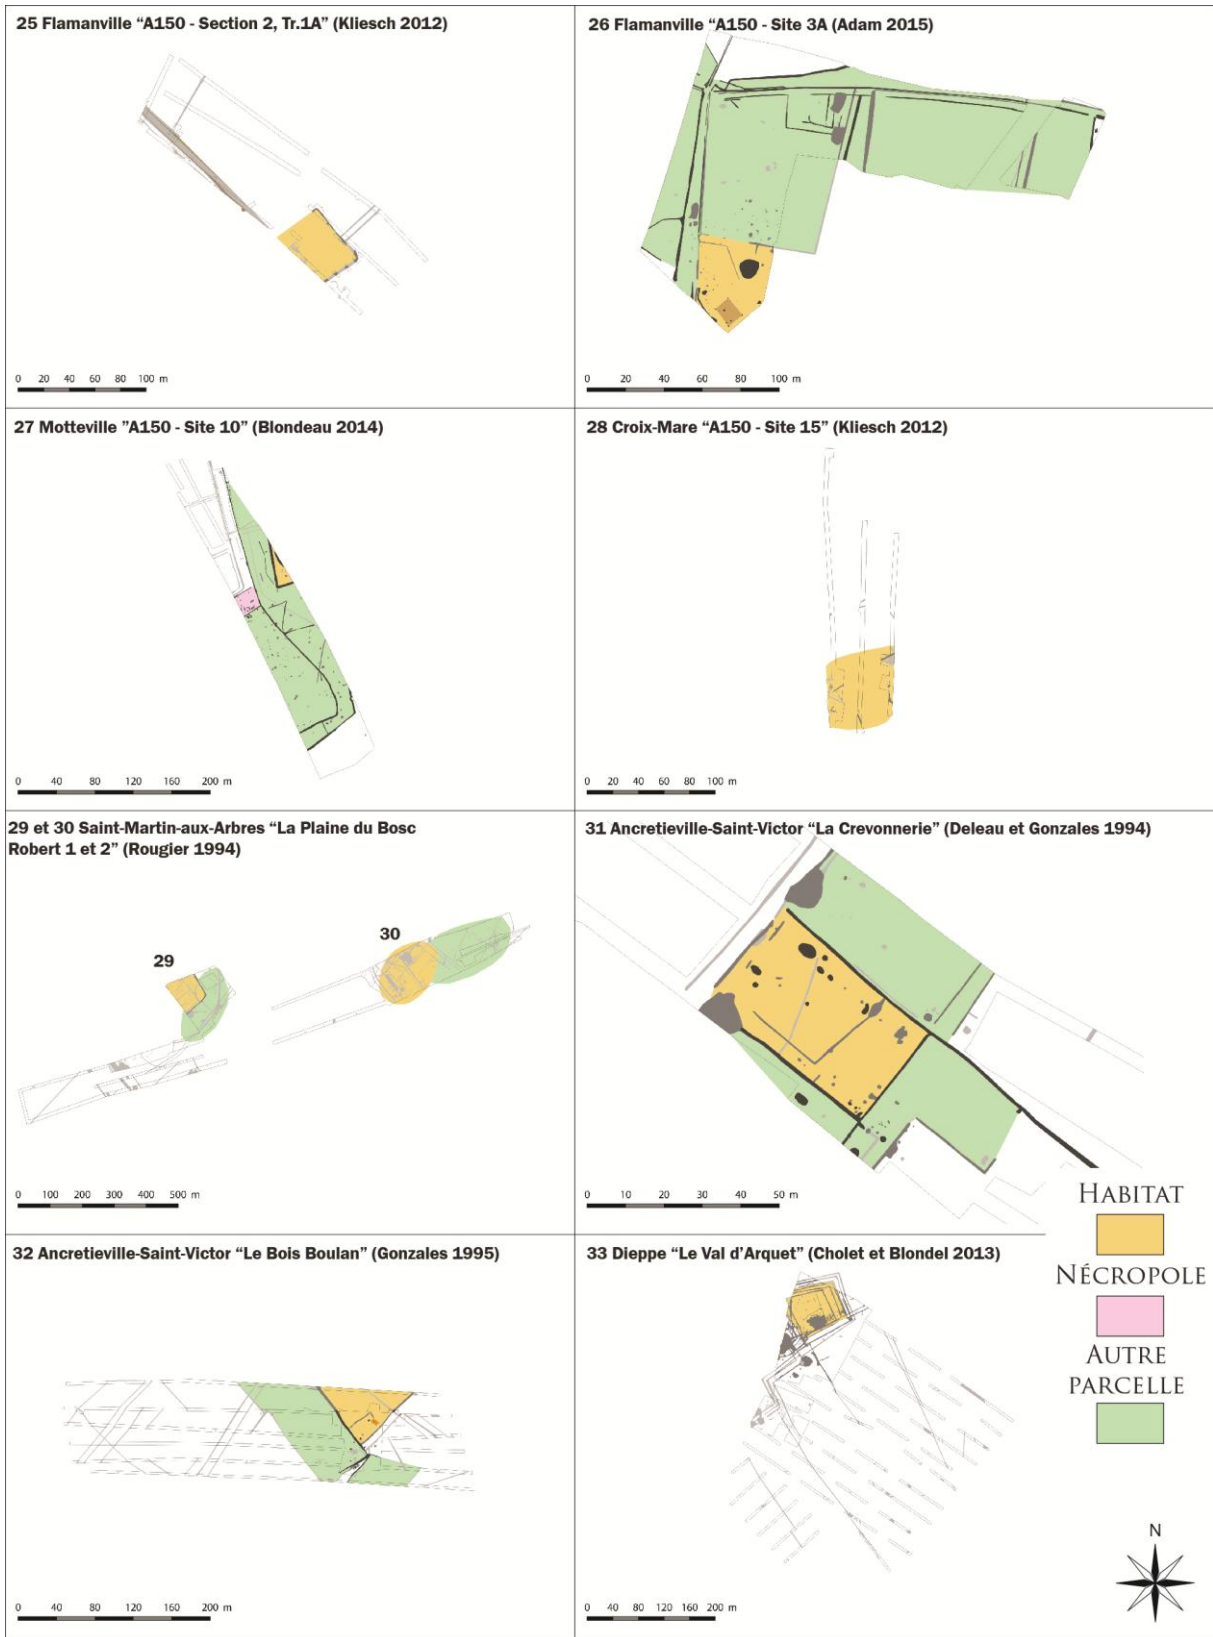 25 Flamanville “A150 - Section 2, Tr.1A” (Kliesch 2012)
0 20 40 60 80 100 m
26 Flamanville “A150 - Site 3A (Adam 2015)
0 20 40 60 80 100 m
27 Motteville ”A150 - Site 10” (Blondeau 2014)
0 40 80 120 160 200 m
28 Croix-Mare “A150 - Site 15” (Kliesch 2012)
0 20 40 60 80 100 m
29 et 30 Saint-Martin-aux-Arbres “La Plaine du Bosc
Robert 1 et 2” (Rougier 1994)
29
30
0 100 200 300 400 500 m
31 Ancretieville-Saint-Victor “La Crevonnerie” (Deleau et Gonzales 1994)
0 10 20 30 40 50 m
32 Ancretieville-Saint-Victor “Le Bois Boulan” (Gonzales 1995)
0 40 80 120 160 200 m
33 Dieppe “Le Val d’Arquet” (Cholet et Blondel 2013)
0 40 80 120 160 200 m
HABITAT
NÉCROPOLE
AUTRE
PARCELLE
N